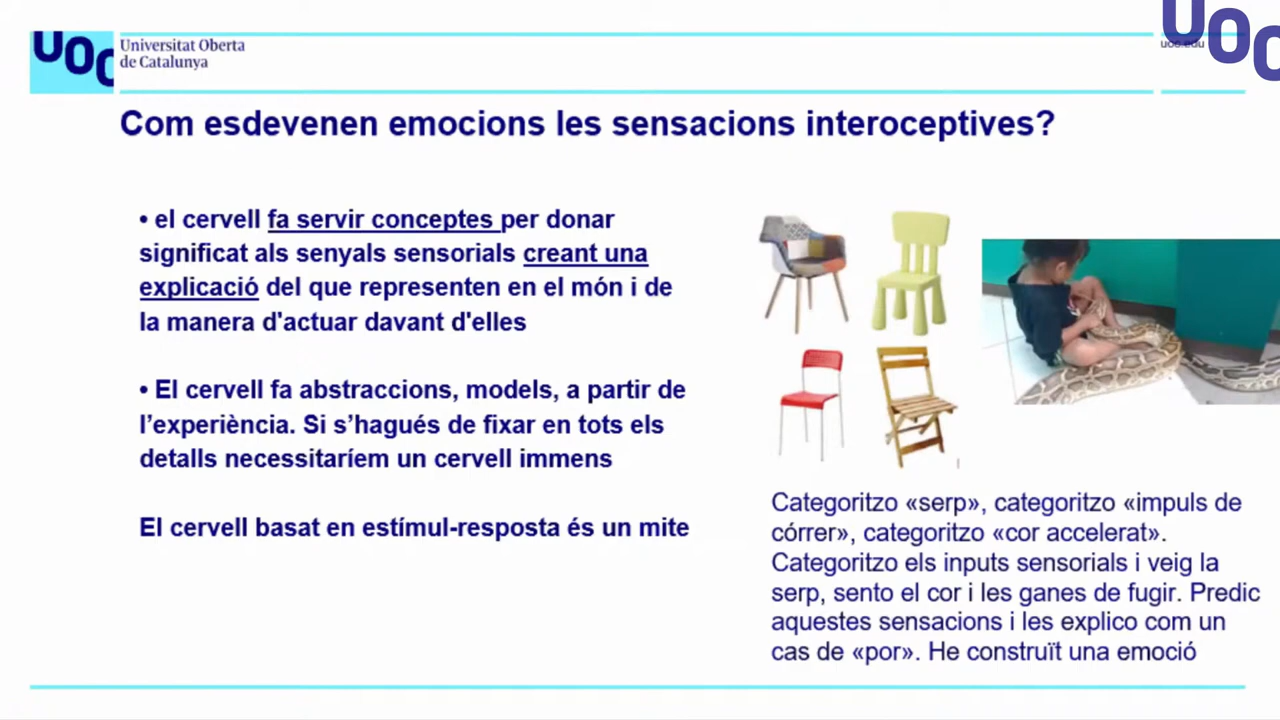 UOC
Universitat Oberta
de Catalunya
uoc.edu
UOC
Com esdevenen emocions les sensacions interoceptives?
• el cervell fa servir conceptes per donar
significat als senyals sensorials creant una
explicació del que representen en el món i de
la manera d'actuar davant d'elles
• El cervell fa abstraccions, models, a partir de
l’experiència. Si s’hagués de fixar en tots els
detalls necessitaríem un cervell immens
El cervell basat en estímul-resposta és un mite
Categoritzo «serp», categoritzo «impuls de
córrer», categoritzo «cor accelerat».
Categoritzo els inputs sensorials i veig la
serp, sento el cor i les ganes de fugir. Predic
aquestes sensacions i les explico com un
cas de «por». He construït una emoció